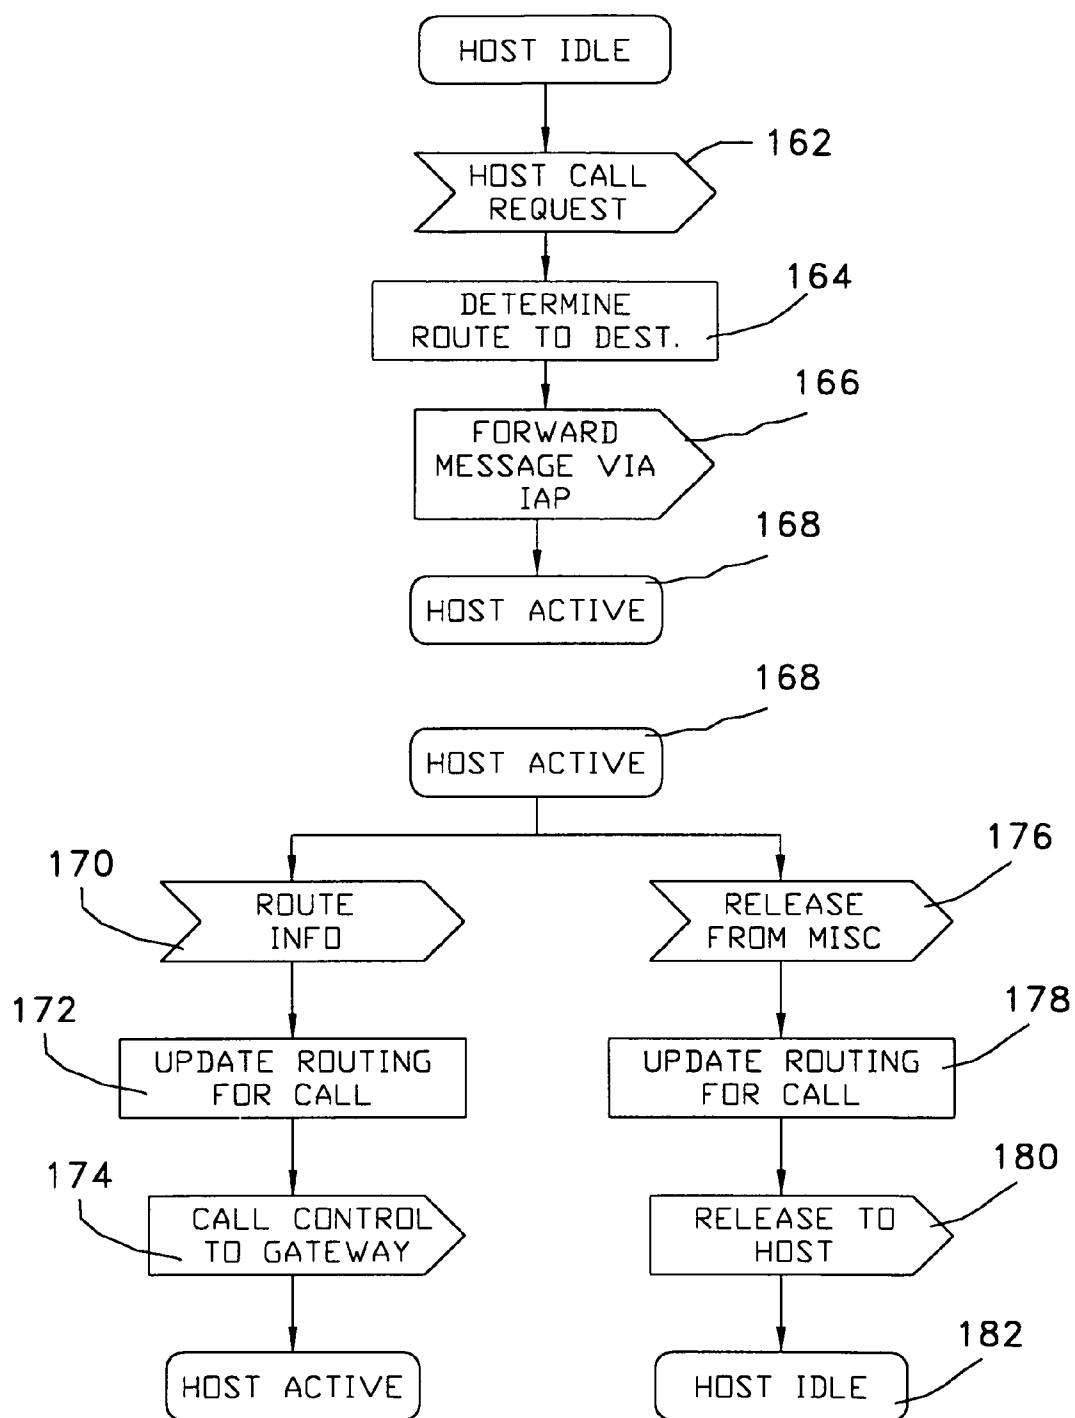 HOST IDLE
162
HOST CALL
REQUEST
164
DETERMINE
ROUTE TO DEST.
166
FORWARD
MESSAGE VIA
IAP
168
HOST ACTIVE
168
HOST ACTIVE
170
ROUTE
INFO
176
RELEASE
FROM MISC
172
UPDATE ROUTING
FOR CALL
178
UPDATE ROUTING
FOR CALL
174
CALL CONTROL
TO GATEWAY
180
RELEASE TO
HOST
HOST ACTIVE
182
HOST IDLE